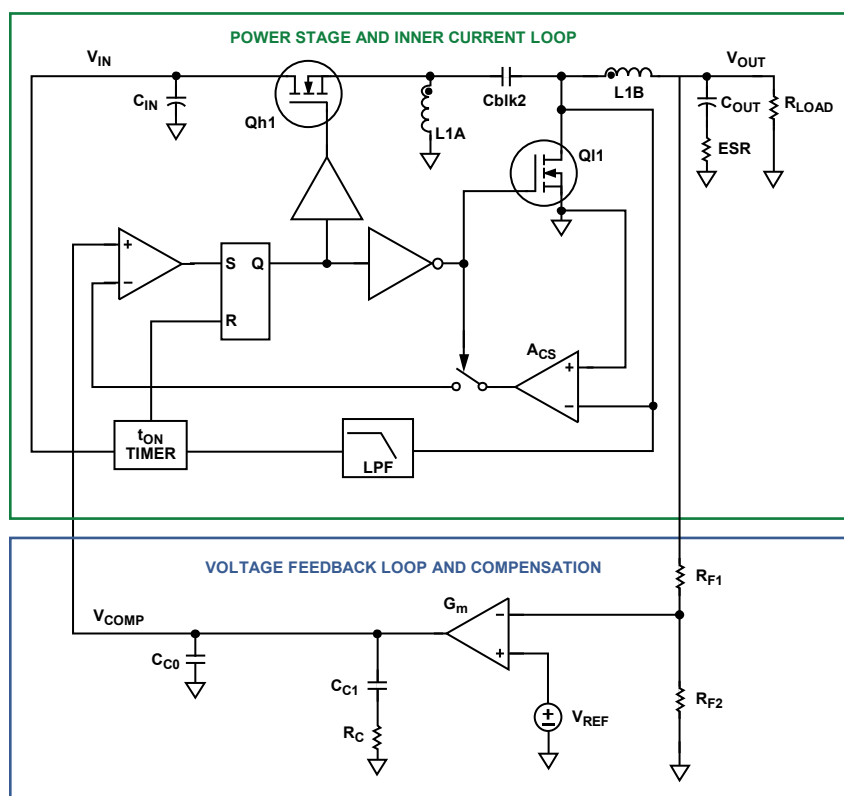 POWER STAGE AND INNER CURRENT LOOP
VIN
VOUT
CIN
Qh1
L1A
Cblk2
L1B
COUT
RLOAD
ESR
Ql1
+
−
S Q
R
ACS
+
−
tON
TIMER
LPF
VOLTAGE FEEDBACK LOOP AND COMPENSATION
RF1
Gm
−
+
VCOMP
CC0
CC1
RC
+
−
VREF
RF2